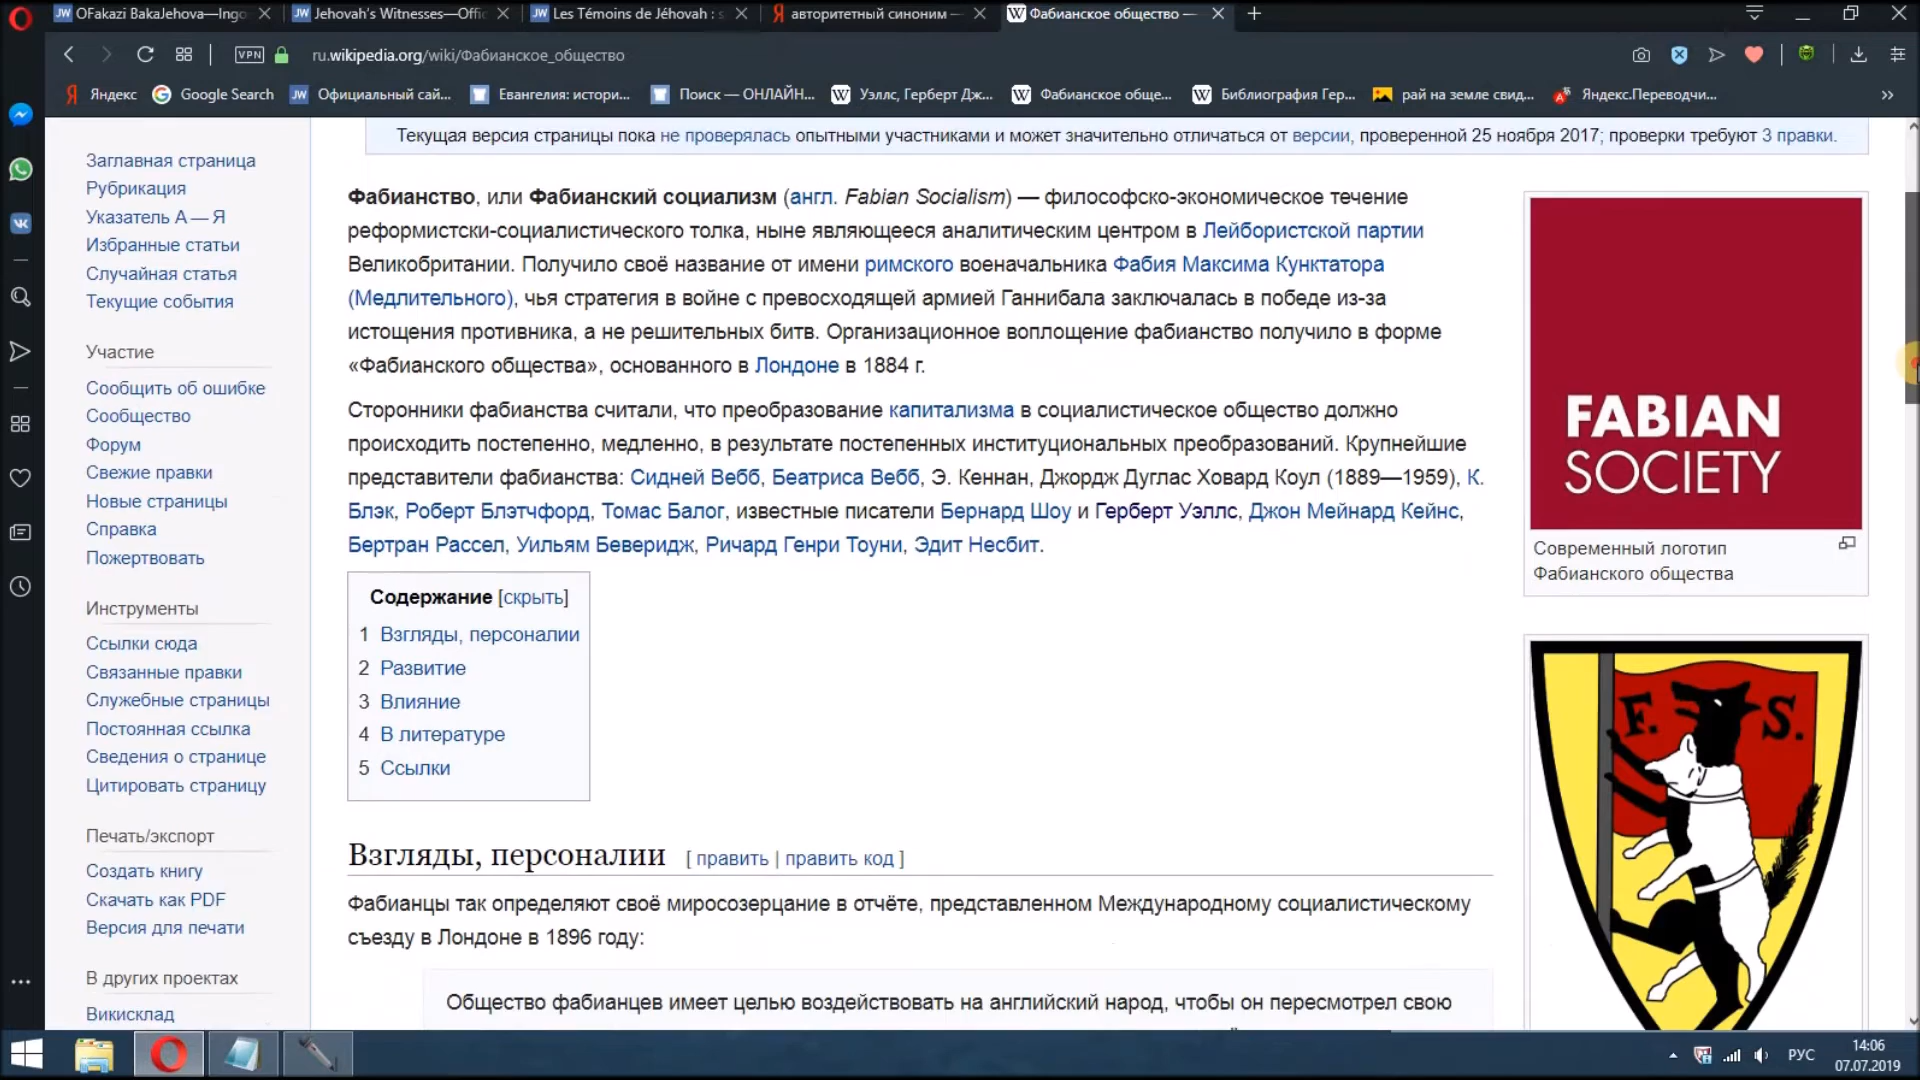 OFakazi BakaJehova—Ingo
Jehovah's Witnesses—Offic
Les Témoins de Jéhovah : s
авторитетный синоним —
Фабианское общество —
VPN
ru.wikipedia.org/wiki/Фабианское_общество
Яндекс
Google Search
Официальный сай...
Евангелия: истори...
Поиск — ОНЛАЙН...
Уэллс, Герберт Дж...
Фабианское обще...
Библиография Гер...
рай на земле свид...
Яндекс.Переводчи...
Текущая версия страницы пока не проверялась опытными участниками и может значительно отличаться от версии, проверенной 25 ноября 2017; проверки требуют 3 правки.
Заглавная страница
Рубрикация
Указатель А — Я
Избранные статьи
Случайная статья
Текущие события
Участие
Сообщить об ошибке
Сообщество
Форум
Свежие правки
Новые страницы
Справка
Пожертвовать
Инструменты
Ссылки сюда
Связанные правки
Служебные страницы
Постоянная ссылка
Сведения о странице
Цитировать страницу
Печать/экспорт
Создать книгу
Скачать как PDF
Версия для печати
В других проектах
Викисклад
Фабианство, или Фабианский социализм (англ. Fabian Socialism) — философско-экономическое течение
реформистски-социалистического толка, ныне являющееся аналитическим центром в Лейбористской партии
Великобритании. Получило своё название от имени римского военачальника Фабия Максима Кунктатора
(Медлительного), чья стратегия в войне с превосходящей армией Ганнибала заключалась в победе из-за
истощения противника, а не решительных битв. Организационное воплощение фабианство получило в форме
«Фабианского общества», основанного в Лондоне в 1884 г.
Сторонники фабианства считали, что преобразование капитализма в социалистическое общество должно
происходить постепенно, медленно, в результате постепенных институциональных преобразований. Крупнейшие
представители фабианства: Сидней Вебб, Беатриса Вебб, Э. Кеннан, Джордж Дуглас Ховард Коул (1889—1959), К.
Блэк, Роберт Блэтчфорд, Томас Балог, известные писатели Бернард Шоу и Герберт Уэллс, Джон Мейнард Кейнс,
Бертран Рассел, Уильям Беверидж, Ричард Генри Тоуни, Эдит Несбит.
Содержание [скрыть]
1 Взгляды, персоналии
2 Развитие
3 Влияние
4 В литературе
5 Ссылки
Взгляды, персоналии [ править | править код ]
Фабианцы так определяют своё миросозерцание в отчёте, представленном Международному социалистическому
съезду в Лондоне в 1896 году:
Общество фабианцев имеет целью воздействовать на английский народ, чтобы он пересмотрел свою
FABIAN
SOCIETY
Современный логотип
Фабианского общества
F. S.
РУС
14:06
07.07.2019